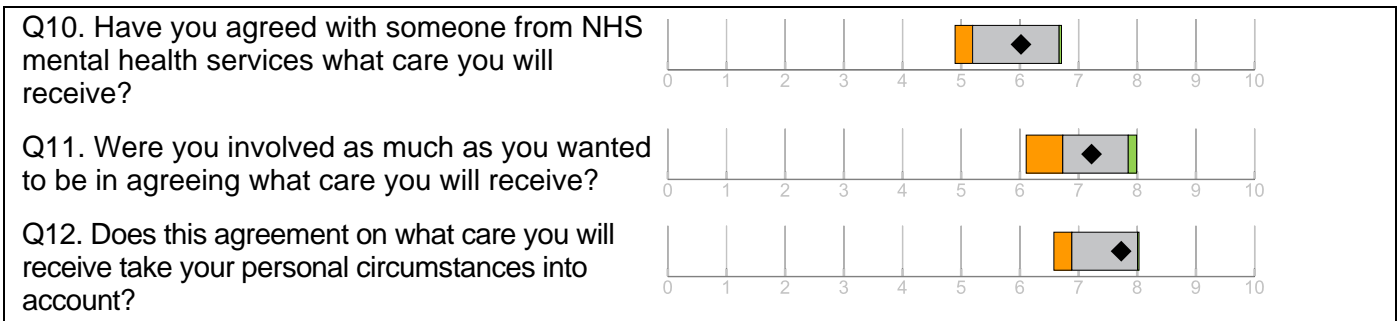 Q10. Have you agreed with someone from NHS
mental health services what care you will
receive?
0 1 2 3 4 5 6 7 8 9 10
Q11. Were you involved as much as you wanted
to be in agreeing what care you will receive?
0 1 2 3 4 5 6 7 8 9 10
Q12. Does this agreement on what care you will
receive take your personal circumstances into
account?
0 1 2 3 4 5 6 7 8 9 10